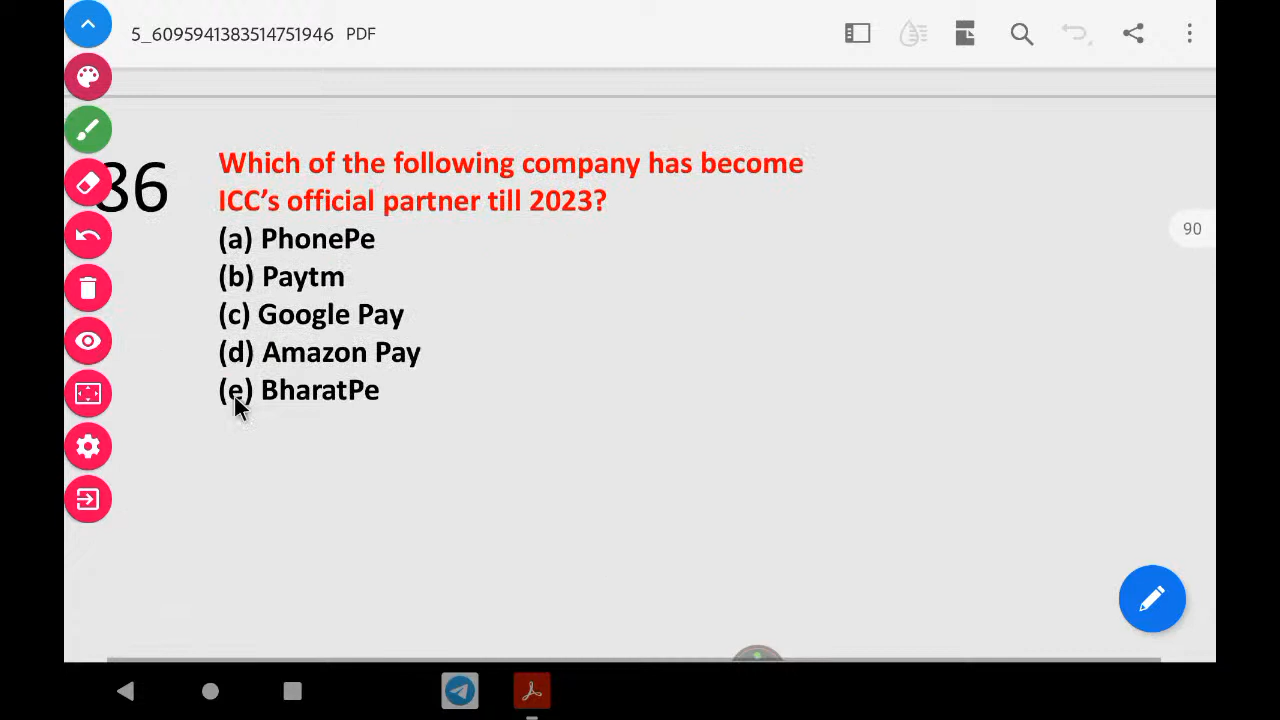 5_6095941383514751946 PDF
86
Which of the following company has become
ICC's official partner till 2023?
(a) PhonePe
(b) Paytm
(c) Google Pay
(d) Amazon Pay
(e) BharatPe
90